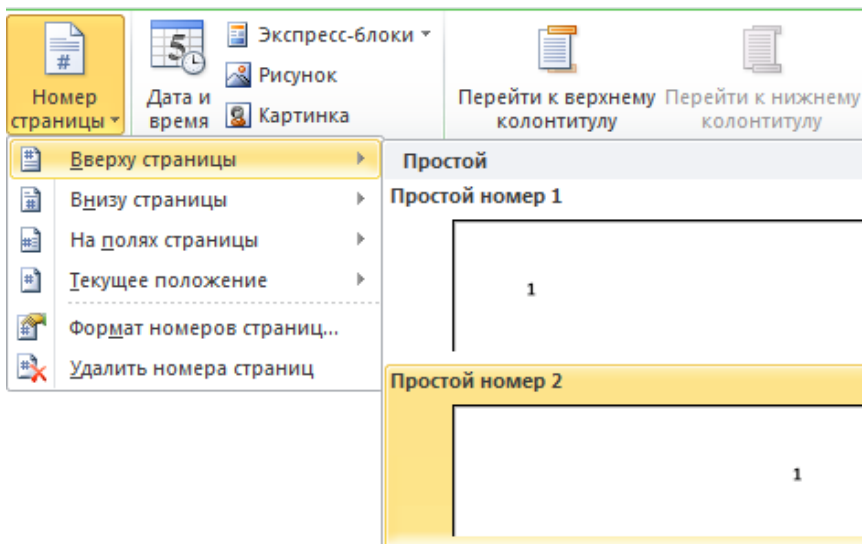 Номер
страницы
#
5
Дата и
время
Экспресс-блоки
Рисунок
Картинка
Перейти к верхнему
колонтитулу
Перейти к нижнему
колонтитулу
Вверху страницы
Внизу страницы
На полях страницы
Текущее положение
Формат номеров страниц...
Удалить номера страниц
Простой
Простой номер 1
1
Простой номер 2
1